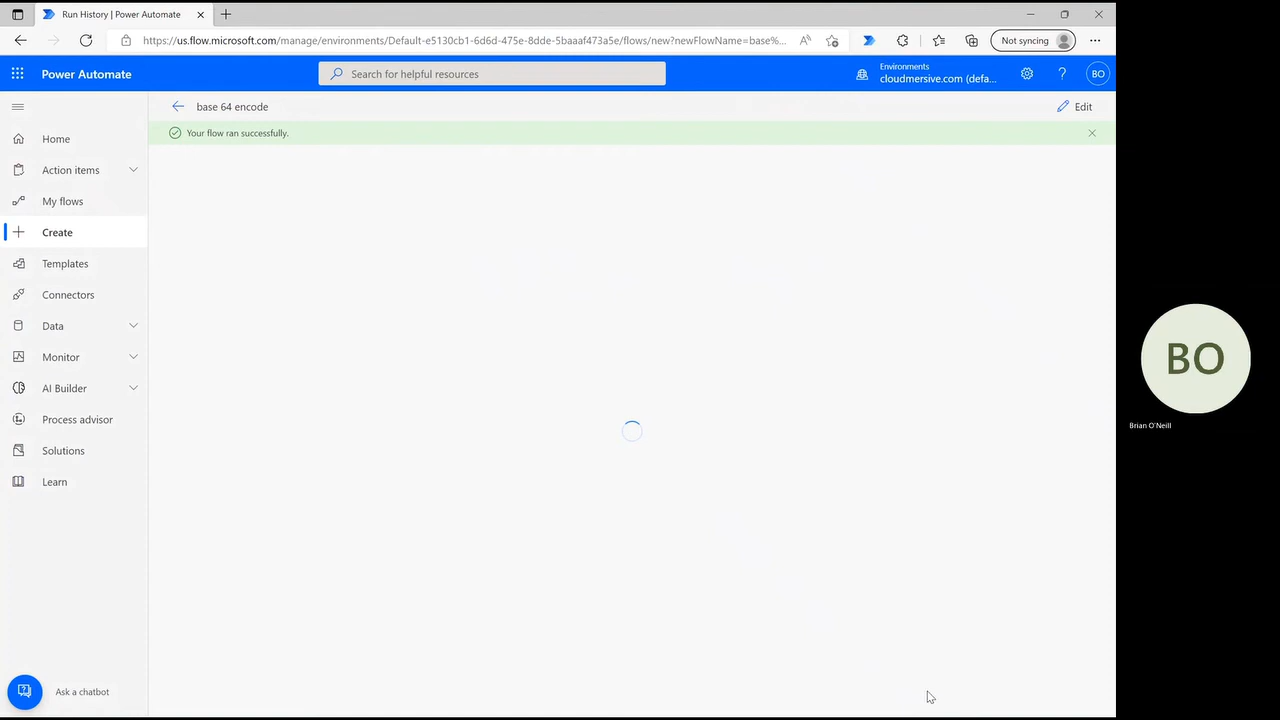 Run History | Power Automate
https://us.flow.microsoft.com/manage/environments/Default-e5130cb1-6d6d-475e-8dde-5baaaf473a5e/flows/new?newFlowName=base%...
Not syncing
Power Automate
Search for helpful resources
Environments
cloudmersive.com (defa...
BO
base 64 encode
Edit
Your flow ran successfully.
Home
Action items
My flows
Create
Templates
Connectors
Data
Monitor
AI Builder
Process advisor
Solutions
Learn
Ask a chatbot
BO
Brian O'Neill